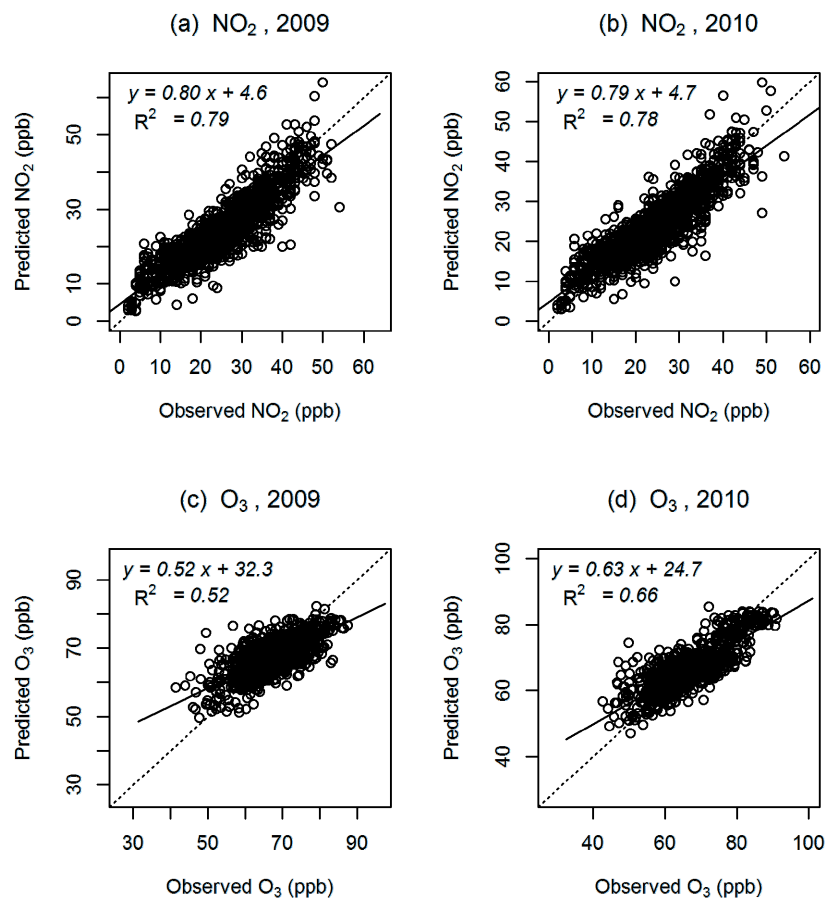 (a) NO₂ , 2009
y = 0.80 x + 4.6
R² = 0.79
Predicted NO₂ (ppb)
50
30
10
0
0 10 20 30 40 50 60
Observed NO₂ (ppb)
(b) NO₂ , 2010
y = 0.79 x + 4.7
R² = 0.78
Predicted NO₂ (ppb)
60
50
40
30
20
10
0
0 10 20 30 40 50 60
Observed NO₂ (ppb)
(c) O₃ , 2009
y = 0.52 x + 32.3
R² = 0.52
Predicted O₃ (ppb)
90
70
50
30
30 50 70 90
Observed O₃ (ppb)
(d) O₃ , 2010
y = 0.63 x + 24.7
R² = 0.66
Predicted O₃ (ppb)
100
80
60
40
40 60 80 100
Observed O₃ (ppb)